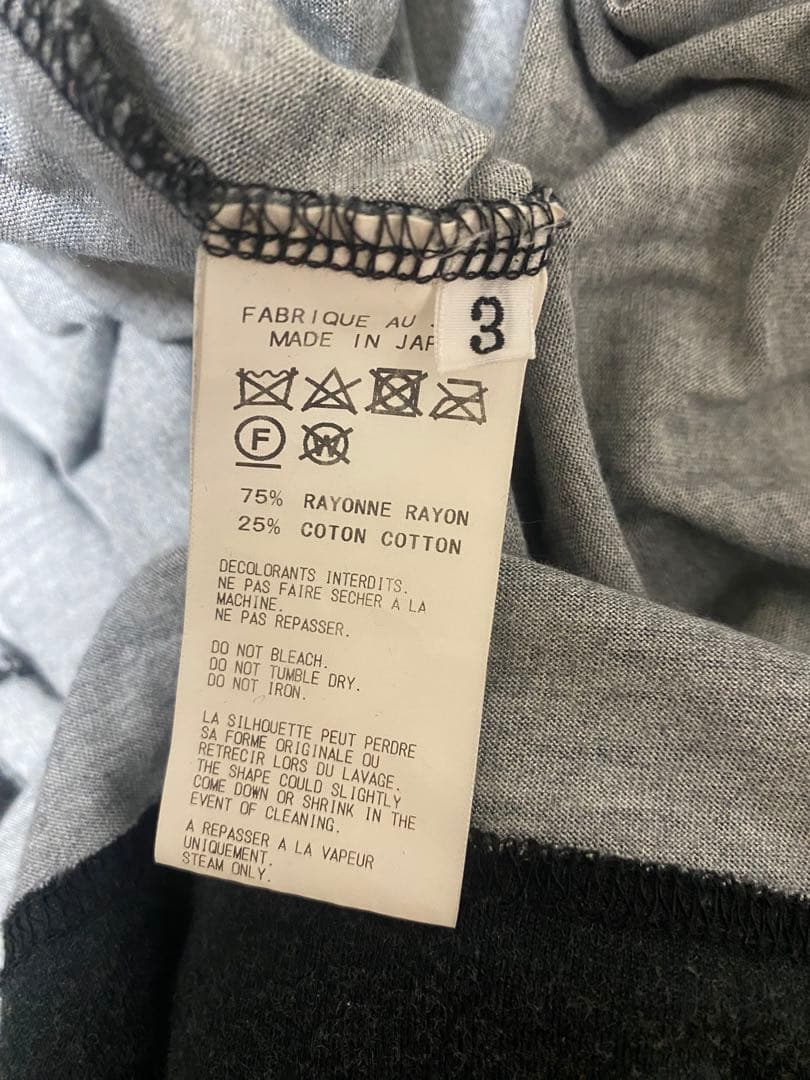 FABRIQUE AU
3
MADE IN JAP
F
W
75% RAYONNE RAYON
25% COTON COTTON
DECOLORANTS INTERDITS.
NE PAS FAIRE SECHER A LA
MACHINE.
NE PAS REPASSER.
DO NOT BLEACH.
DO NOT TUMBLE DRY.
DO NOT IRON.
LA SILHOUETTE PEUT PERDRE
SA FORME ORIGINALE OU
RETRECIR LORS DU LAVAGE.
THE SHAPE COULD SLIGHTLY
COME DOWN OR SHRINK IN THE
EVENT OF CLEANING.
A REPASSER A LA VAPEUR
UNIQUEMENT.
STEAM ONLY.